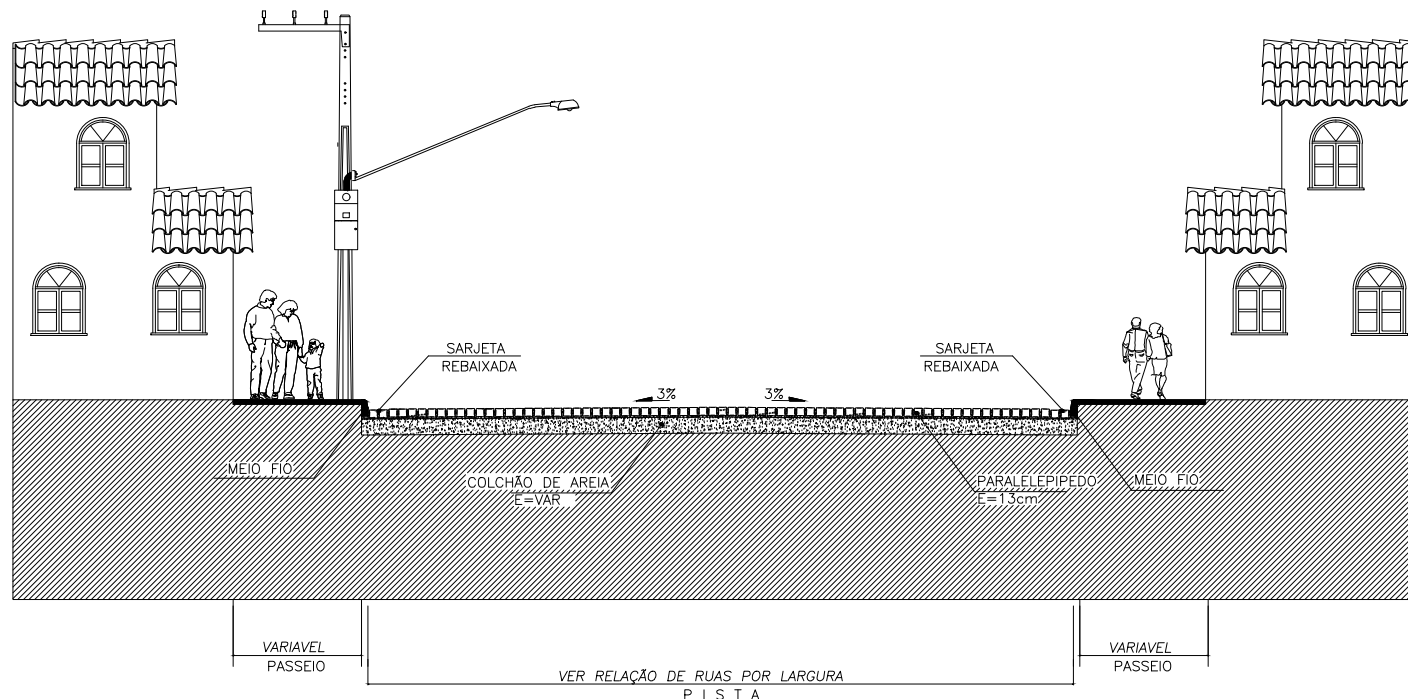 SARJETA
REBAIXADA
SARJETA
REBAIXADA
3%
3%
MEIO FIO
COLCHÃO DE AREIA
E=VAR
PARALELEPIPEDO
E=13cm
MEIO FIO
VARIAVEL
PASSEIO
VER RELAÇÃO DE RUAS POR LARGURA
PISTA
VARIAVEL
PASSEIO